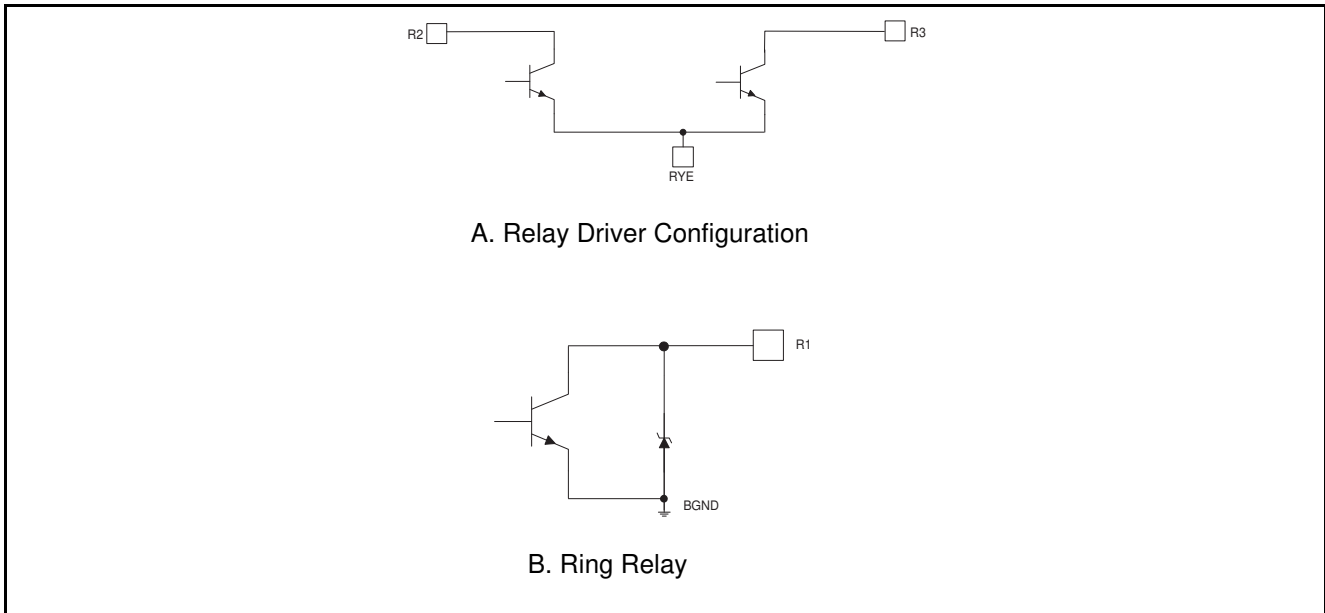 R2
R3
RYE
A. Relay Driver Configuration
R1
BGND
B. Ring Relay